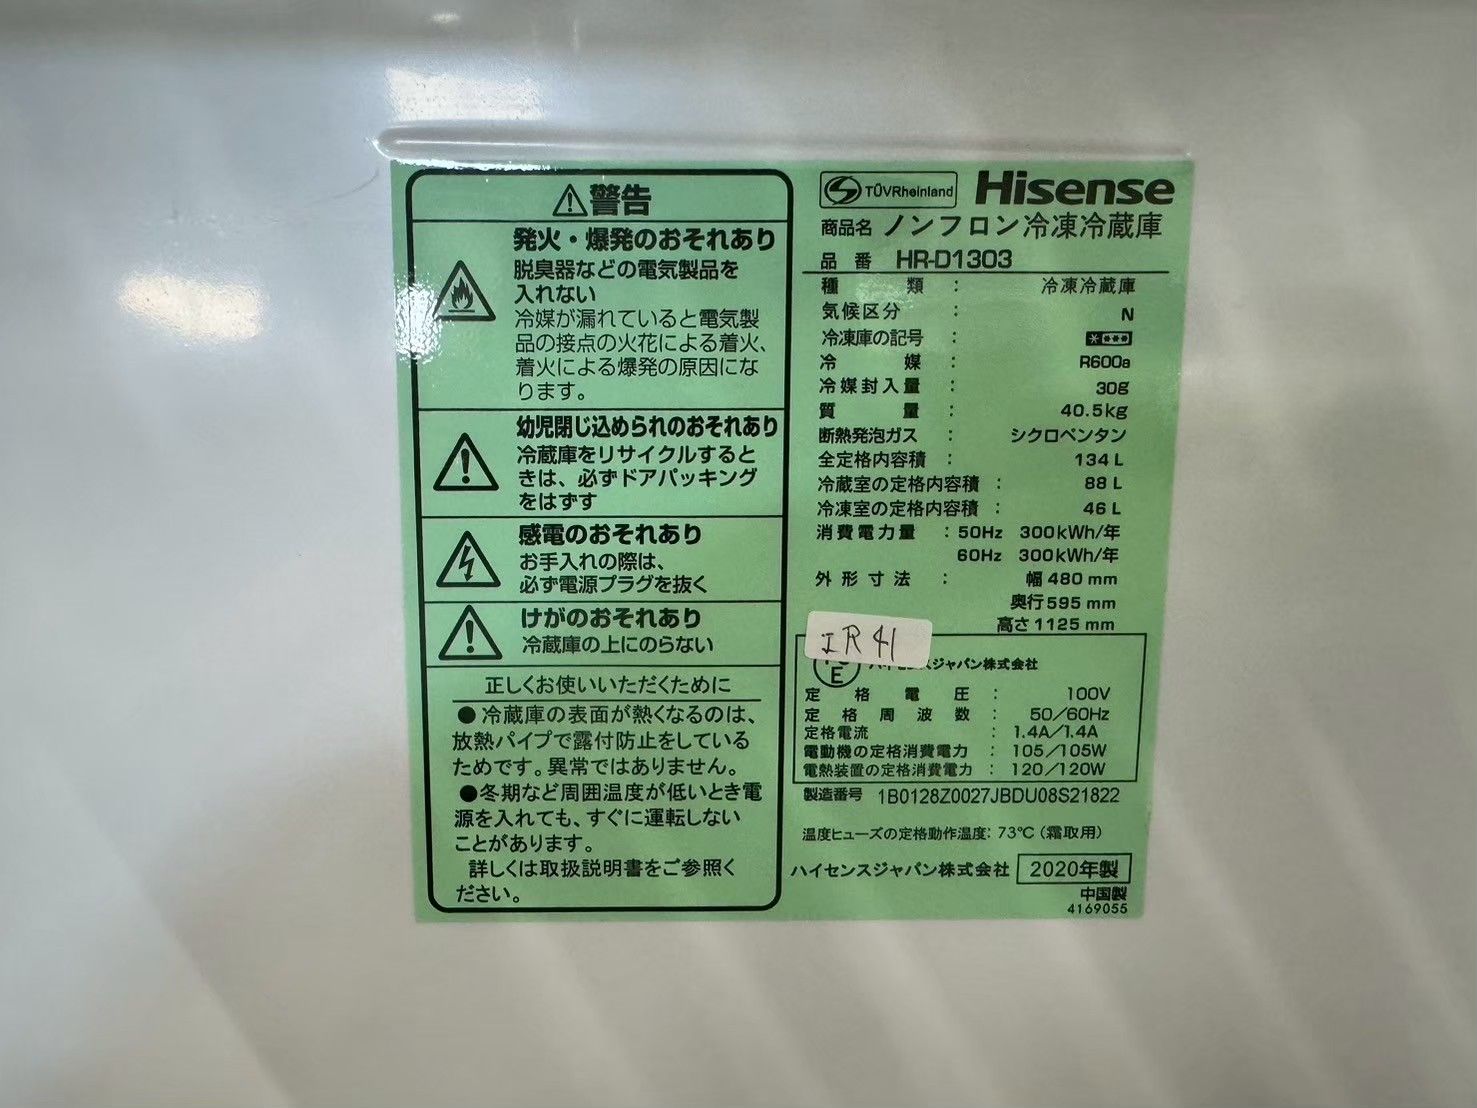 警告
発火・爆発のおそれあり
脱臭器などの電気製品を
入れない
冷媒が漏れていると電気製
品の接点の火花による着火、
着火による爆発の原因にな
ります。
幼児閉じ込められのおそれあり
冷蔵庫をリサイクルすると
きは、必ずドアパッキング
をはずす
感電のおそれあり
お手入れの際は、
必ず電源プラグを抜く
けがのおそれあり
冷蔵庫の上にのらない
正しくお使いいただくために
●冷蔵庫の表面が熱くなるのは、
放熱パイプで露付防止をしている
ためです。異常ではありません。
●冬期など周囲温度が低いとき電
源を入れても、すぐに運転しない
ことがあります。
詳しくは取扱説明書をご参照く
ださい。
TÜVRheinland Hisense
商品名 ノンフロン冷凍冷蔵庫
品番 HR-D1303
種類 : 冷凍冷蔵庫
気候区分 : N
冷凍庫の記号 : ****
冷媒 : R600a
冷媒封入量 : 30g
質量 : 40.5kg
断熱発泡ガス : シクロペンタン
全定格内容積 : 134L
冷蔵室の定格内容積 : 88L
冷凍室の定格内容積 : 46L
消費電力量 : 50Hz 300kWh/年
60Hz 300kWh/年
外形寸法 : 幅480mm
奥行595mm
高さ1125mm
IR41
E ハイセンスジャパン株式会社
定格電圧 : 100V
定格周波数 : 50/60Hz
定格電流 : 1.4A/1.4A
電動機の定格消費電力 : 105/105W
電熱装置の定格消費電力 : 120/120W
製造番号 1B0128Z0027JBDU08S21822
温度ヒューズの定格動作温度: 73℃(霜取用)
ハイセンスジャパン株式会社 2020年製
中国製
4169055